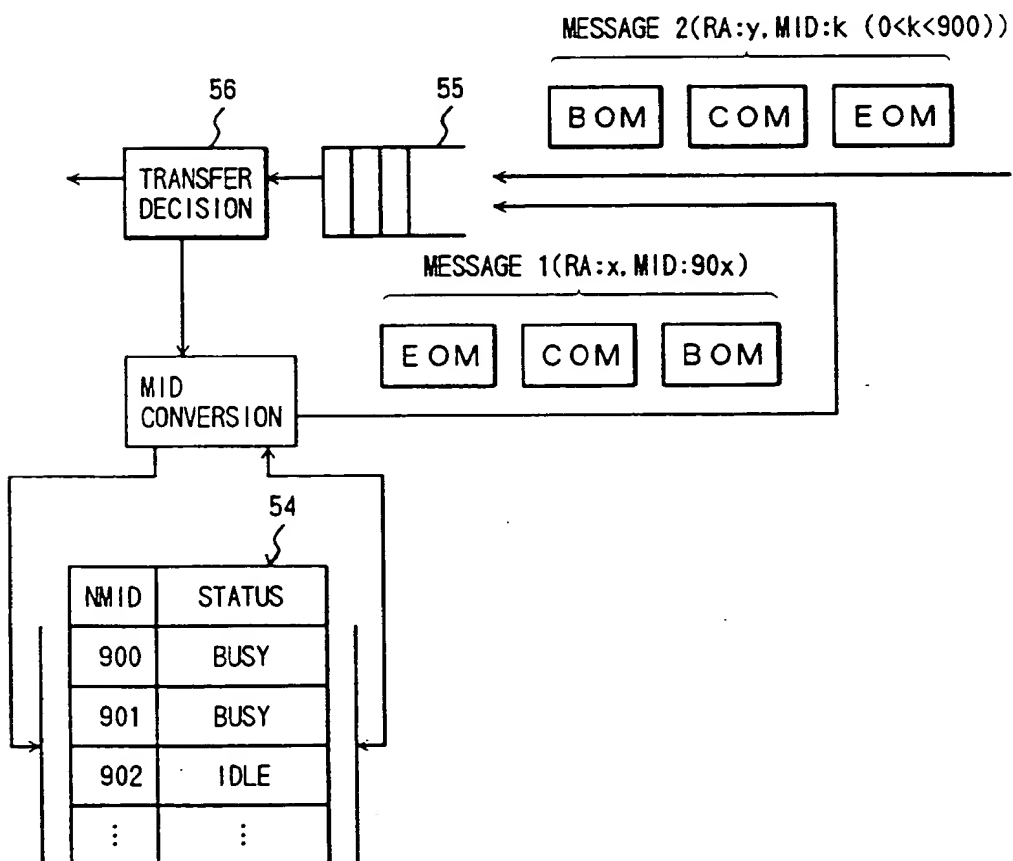 MESSAGE 2(RA:y. MID:k (0<k<900))
56
55
BOM
COM
EOM
TRANSFER
DECISION
MESSAGE 1(RA:x. MID:90x)
EOM
COM
BOM
MID
CONVERSION
54
NMID STATUS
900 BUSY
901 BUSY
902 IDLE
⋮ ⋮